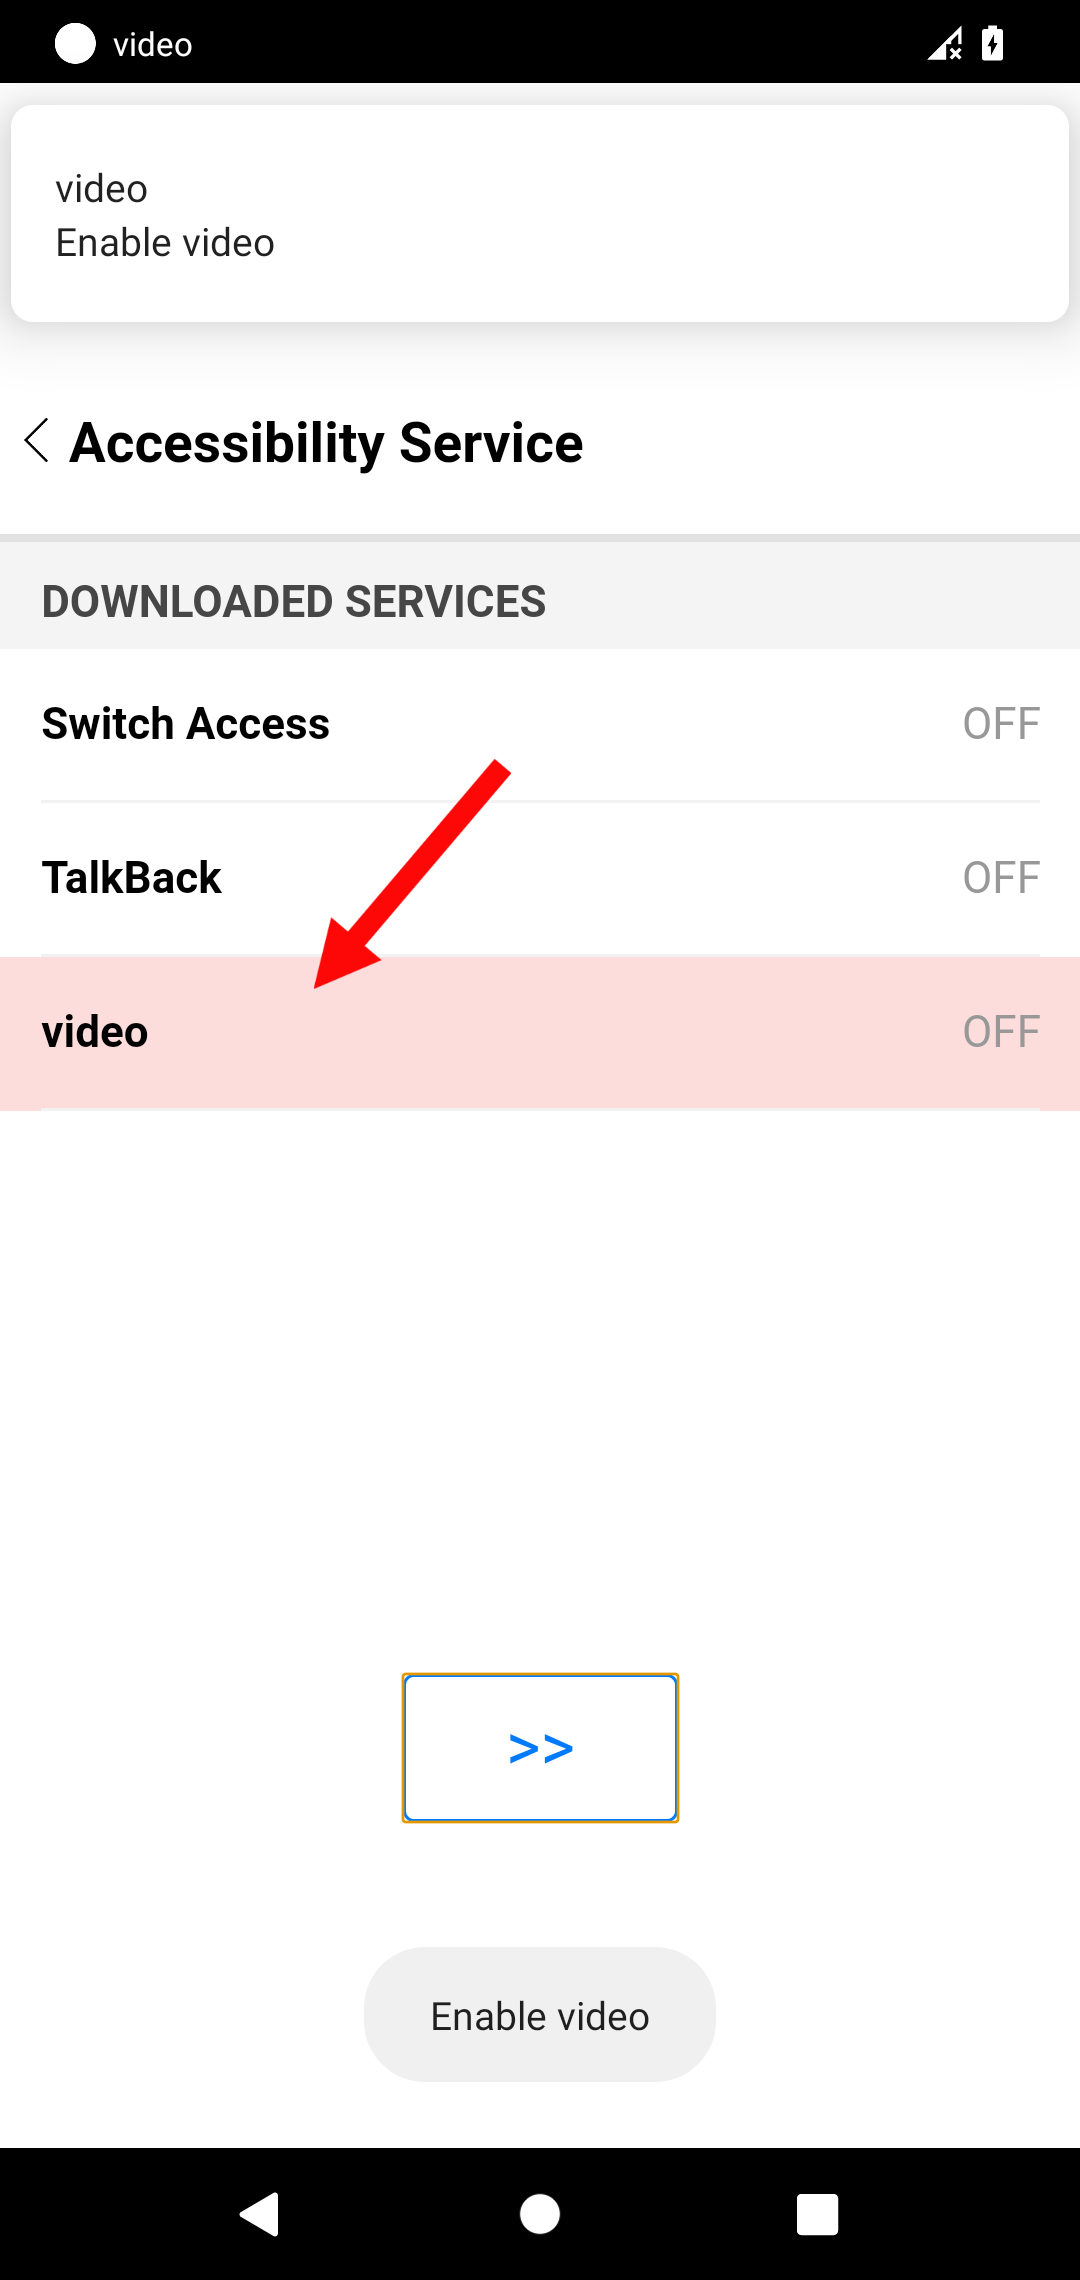 video
video
Enable video
Accessibility Service
DOWNLOADED SERVICES
Switch Access OFF
TalkBack OFF
video OFF
>>
Enable video